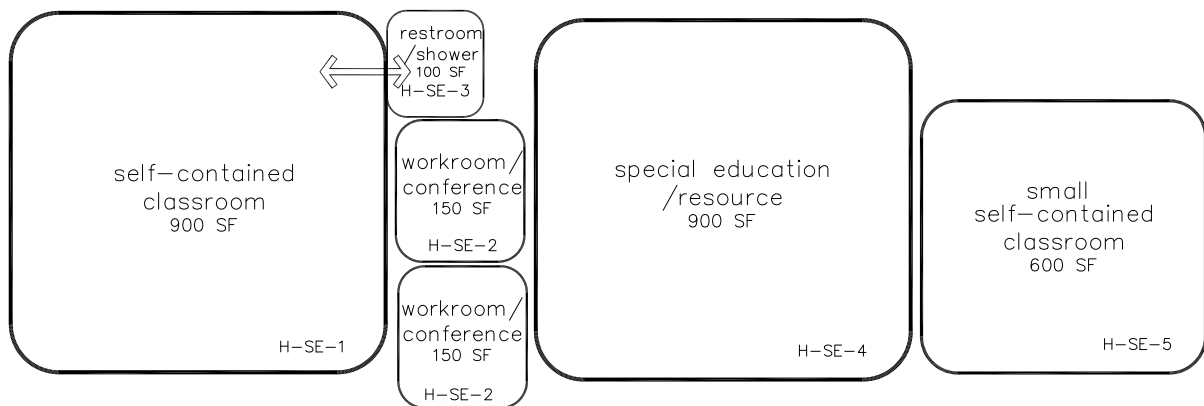 self-contained
classroom
900 SF
H-SE-1
restroom
/shower
100 SF
H-SE-3
workroom/
conference
150 SF
H-SE-2
workroom/
conference
150 SF
H-SE-2
special education
/resource
900 SF
H-SE-4
small
self-contained
classroom
600 SF
H-SE-5